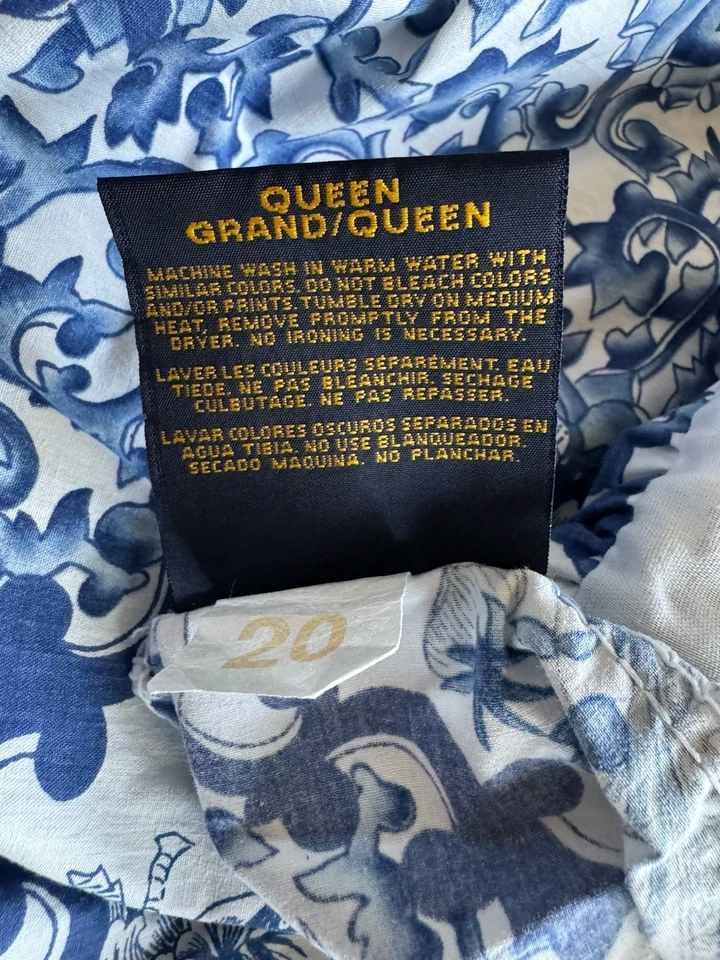 QUEEN
GRAND/QUEEN
MACHINE WASH IN WARM WATER WITH
SIMILAR COLORS. DO NOT BLEACH COLORS
AND/OR PRINTS. TUMBLE DRY ON MEDIUM
HEAT, REMOVE PROMPTLY FROM THE
DRYER. NO IRONING IS NECESSARY.
LAVER LES COULEURS SÉPARÉMENT. EAU
TIEDE. NE PAS BLEANCHIR. SECHAGE
CULBUTAGE. NE PAS REPASSER.
LAVAR COLORES OSCUROS SEPARADOS EN
AGUA TIBIA. NO USE BLANQUEADOR.
SECADO MAQUINA. NO PLANCHAR.
20